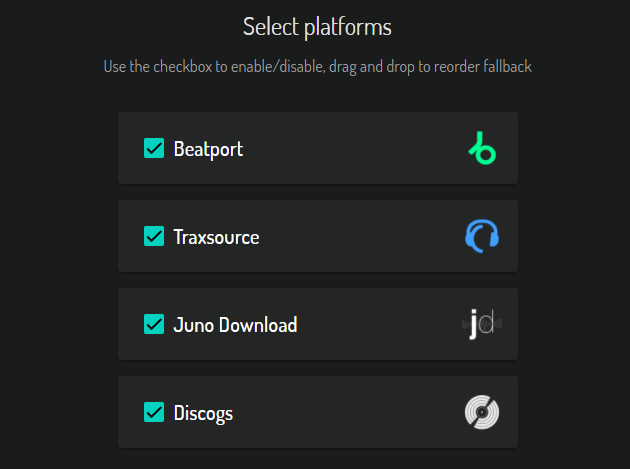 Select platforms
Use the checkbox to enable/disable, drag and drop to reorder fallback
Beatport
Traxsource
Juno Download
jd
Discogs